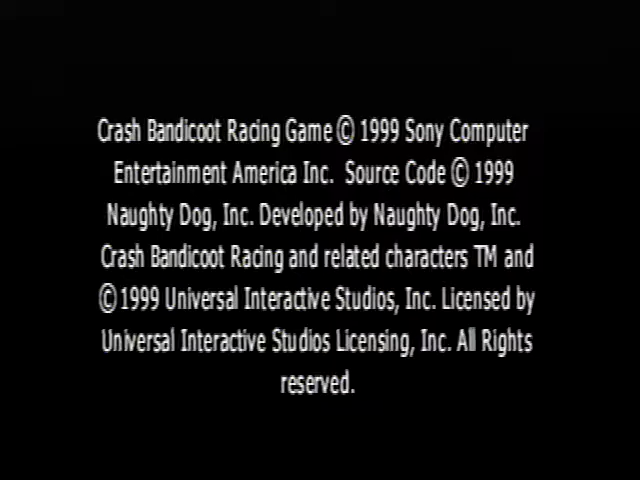 Crash Bandicoot Racing Game © 1999 Sony Computer
Entertainment America Inc. Source Code © 1999
Naughty Dog, Inc. Developed by Naughty Dog, Inc.
Crash Bandicoot Racing and related characters TM and
© 1999 Universal Interactive Studios, Inc. Licensed by
Universal Interactive Studios Licensing, Inc. All Rights
reserved.